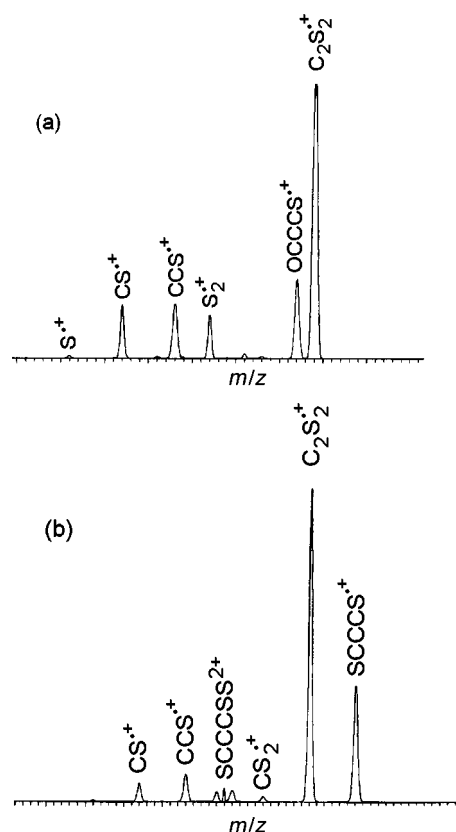 (a)
S·⁺
CS·⁺
CCS·⁺
S₂·⁺
OCCCS·⁺
C₂S₂·⁺
m/z
(b)
CS·⁺
CCS·⁺
SCCCSS²⁺
CS₂·⁺
C₂S₂·⁺
SCCCS·⁺
m/z